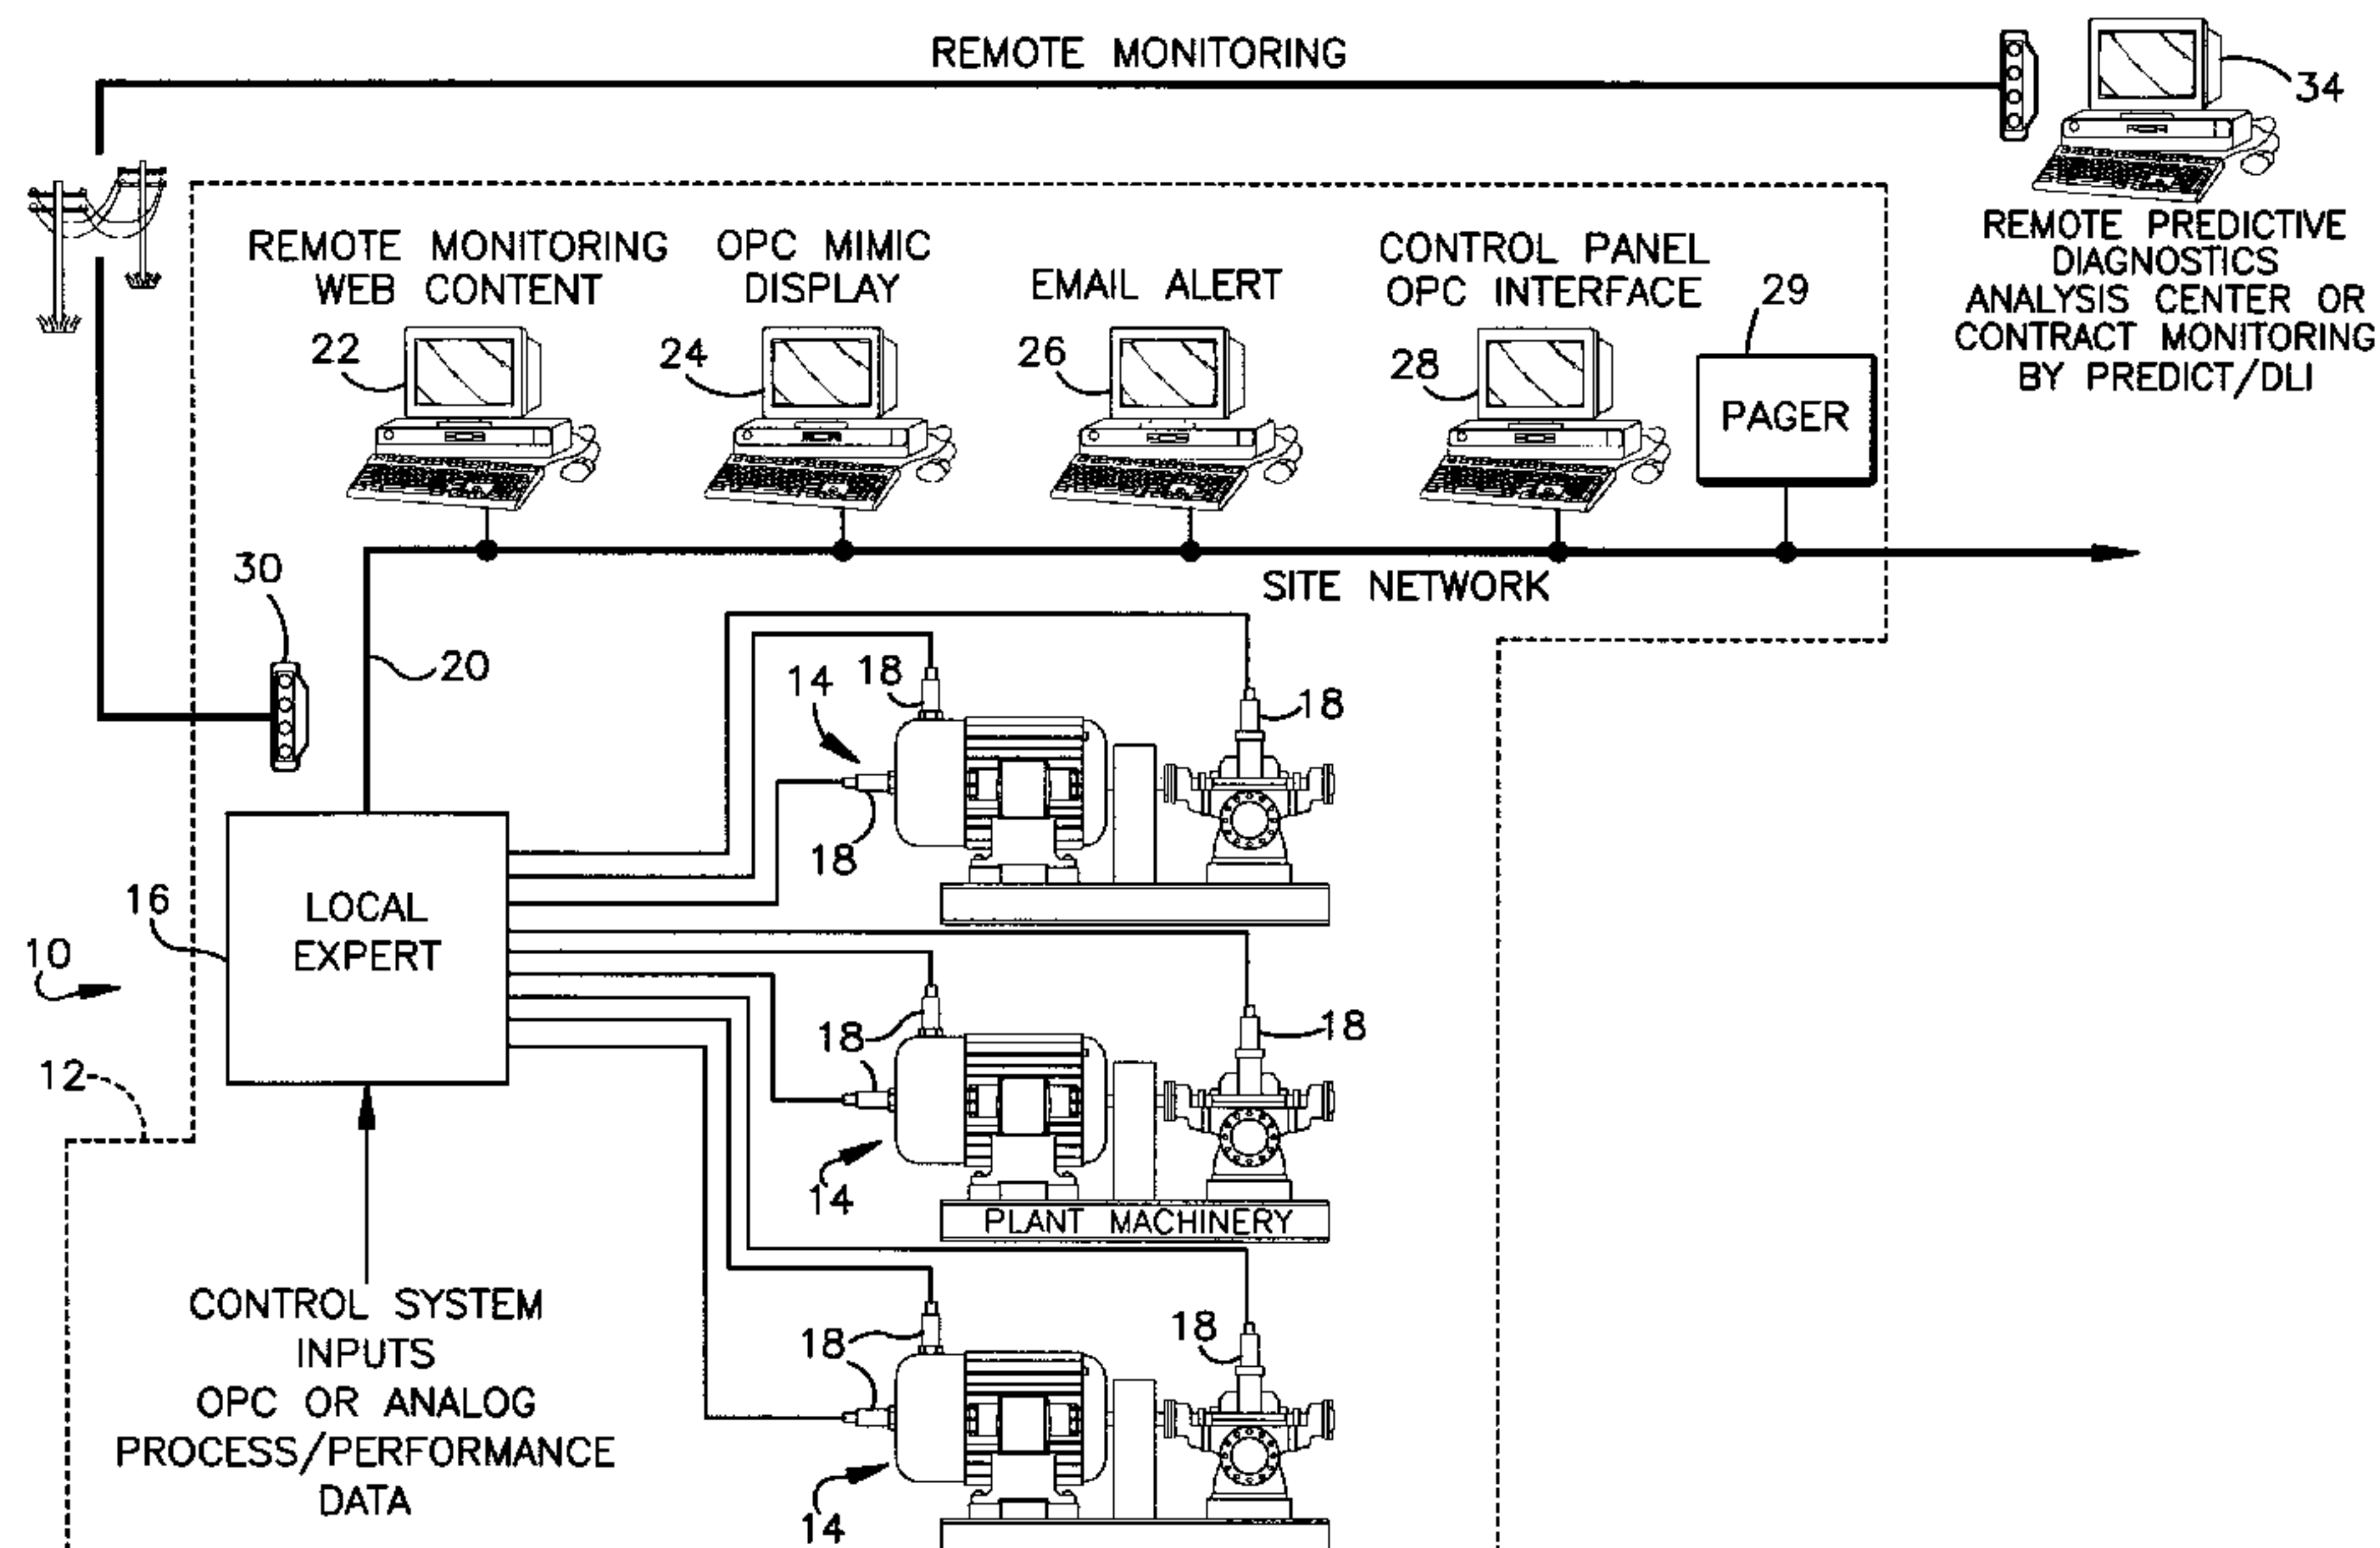 REMOTE MONITORING
34
REMOTE PREDICTIVE
DIAGNOSTICS
ANALYSIS CENTER OR
CONTRACT MONITORING
BY PREDICT/DLI
REMOTE MONITORING
WEB CONTENT
22
OPC MIMIC
DISPLAY
24
EMAIL ALERT
26
CONTROL PANEL
OPC INTERFACE
28
29
PAGER
SITE NETWORK
30
20
14
18
18
18
16
LOCAL
EXPERT
10
12
18
18
18
14
PLANT MACHINERY
CONTROL SYSTEM
INPUTS
OPC OR ANALOG
PROCESS/PERFORMANCE
DATA
18
18
18
14